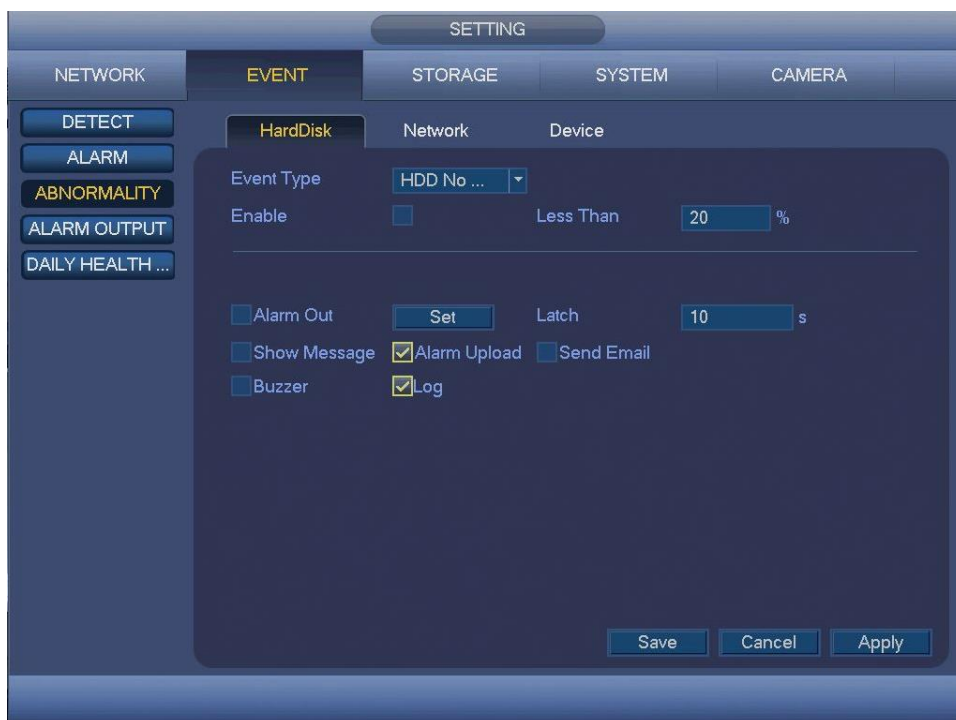 SETTING
NETWORK EVENT STORAGE SYSTEM CAMERA
DETECT
ALARM
ABNORMALITY
ALARM OUTPUT
DAILY HEALTH ...
HardDisk Network Device
Event Type HDD No ...
Enable Less Than 20 %
Alarm Out Set Latch 10 s
Show Message Alarm Upload Send Email
Buzzer Log
Save Cancel Apply